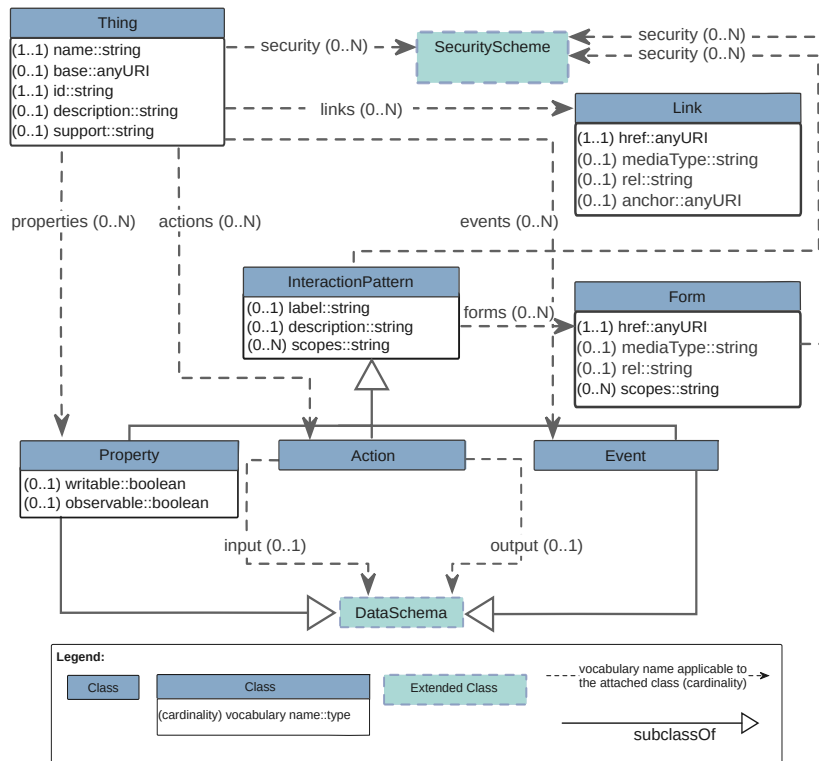 Thing
(1..1) name::string
(0..1) base::anyURI
(1..1) id::string
(0..1) description::string
(0..1) support::string
security (0..N)
SecurityScheme
security (0..N)
security (0..N)
links (0..N)
Link
(1..1) href::anyURI
(0..1) mediaType::string
(0..1) rel::string
(0..1) anchor::anyURI
properties (0..N)
actions (0..N)
events (0..N)
InteractionPattern
(0..1) label::string
(0..1) description::string
(0..N) scopes::string
forms (0..N)
Form
(1..1) href::anyURI
(0..1) mediaType::string
(0..1) rel::string
(0..N) scopes::string
Property
(0..1) writable::boolean
(0..1) observable::boolean
Action
Event
input (0..1)
output (0..1)
DataSchema
Legend:
Class
Class
(cardinality) vocabulary name::type
Extended Class
vocabulary name applicable to
the attached class (cardinality)
subclassOf